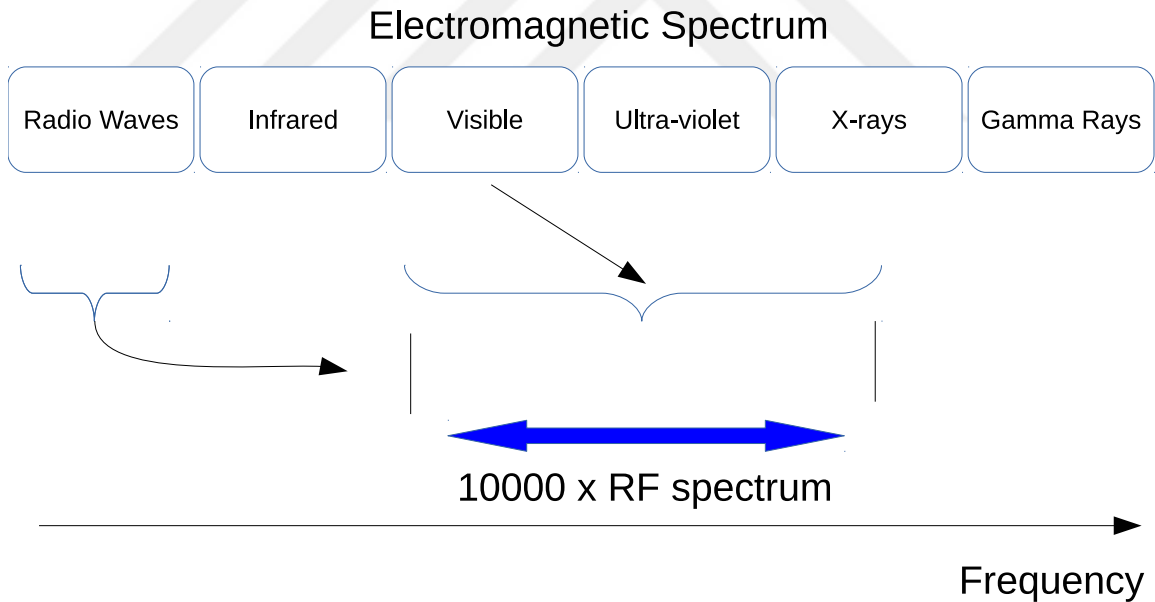 Electromagnetic Spectrum
Radio Waves
Infrared
Visible
Ultra-violet
X-rays
Gamma Rays
10000 x RF spectrum
Frequency